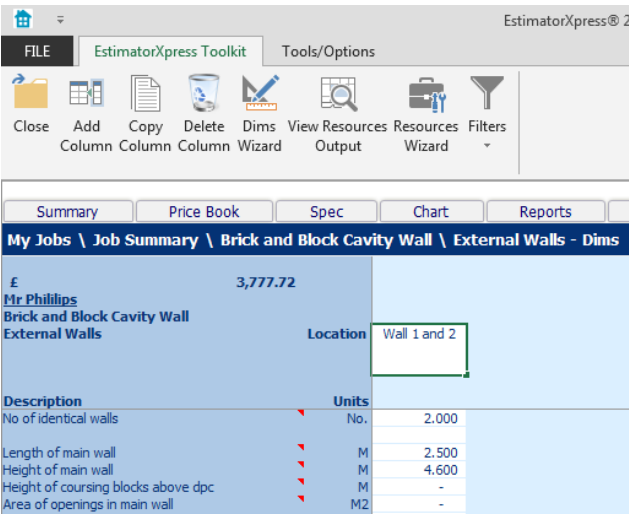 EstimatorXpress® 2
FILE EstimatorXpress Toolkit Tools/Options
Close Add Column Copy Column Delete Column Dims Wizard View Resources Output Resources Wizard Filters
Summary Price Book Spec Chart Reports
My Jobs \ Job Summary \ Brick and Block Cavity Wall \ External Walls - Dims
£ 3,777.72
Mr Phililips
Brick and Block Cavity Wall
External Walls Location Wall 1 and 2
Description Units
No of identical walls No. 2.000
Length of main wall M 2.500
Height of main wall M 4.600
Height of coursing blocks above dpc M -
Area of openings in main wall M2 -